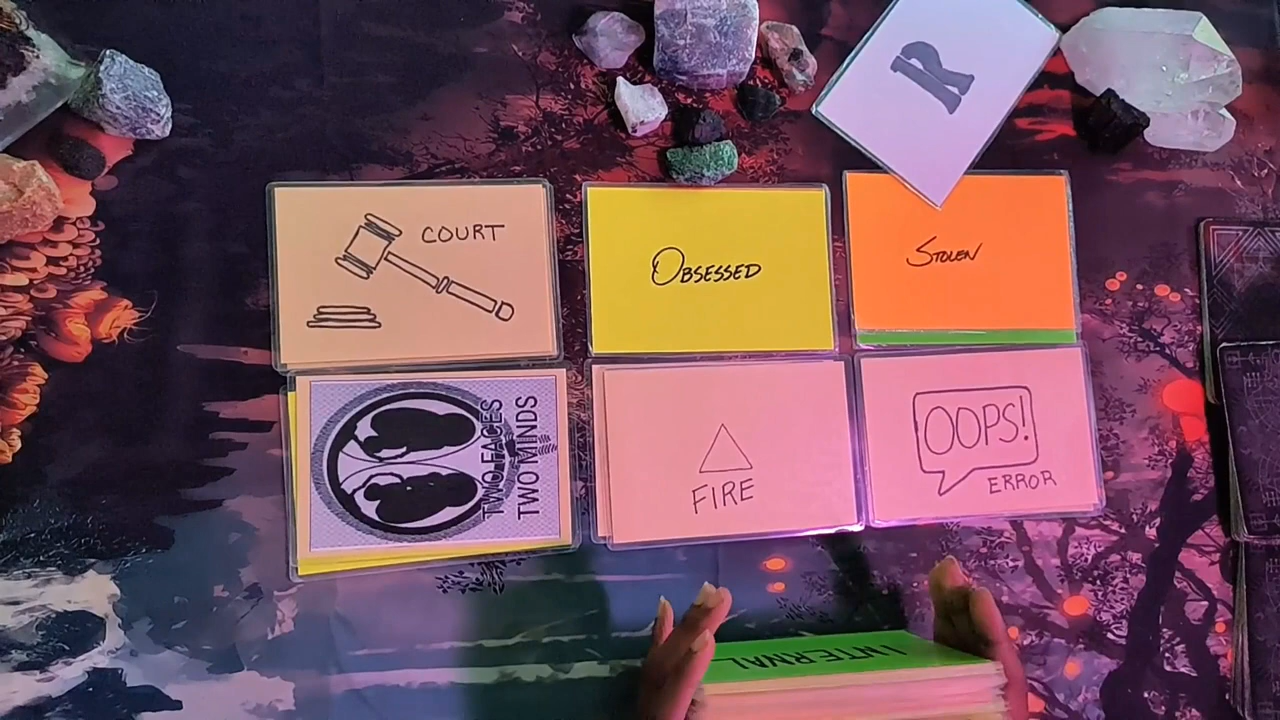 R
COURT
OBSESSED
STOLEN
TWO FACES
TWO MINDS
FIRE
OOPS!
ERROR
INTERNAL